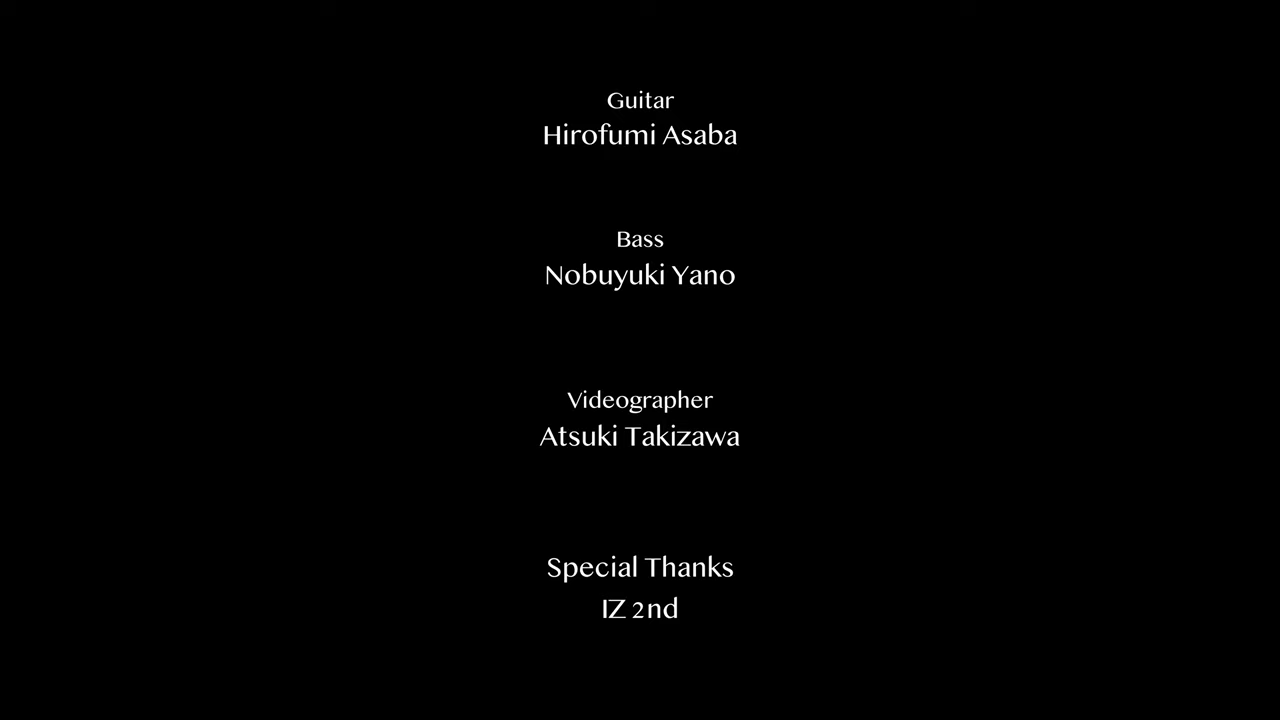 Guitar
Hirofumi Asaba
Bass
Nobuyuki Yano
Videographer
Atsuki Takizawa
Special Thanks
IZ 2nd